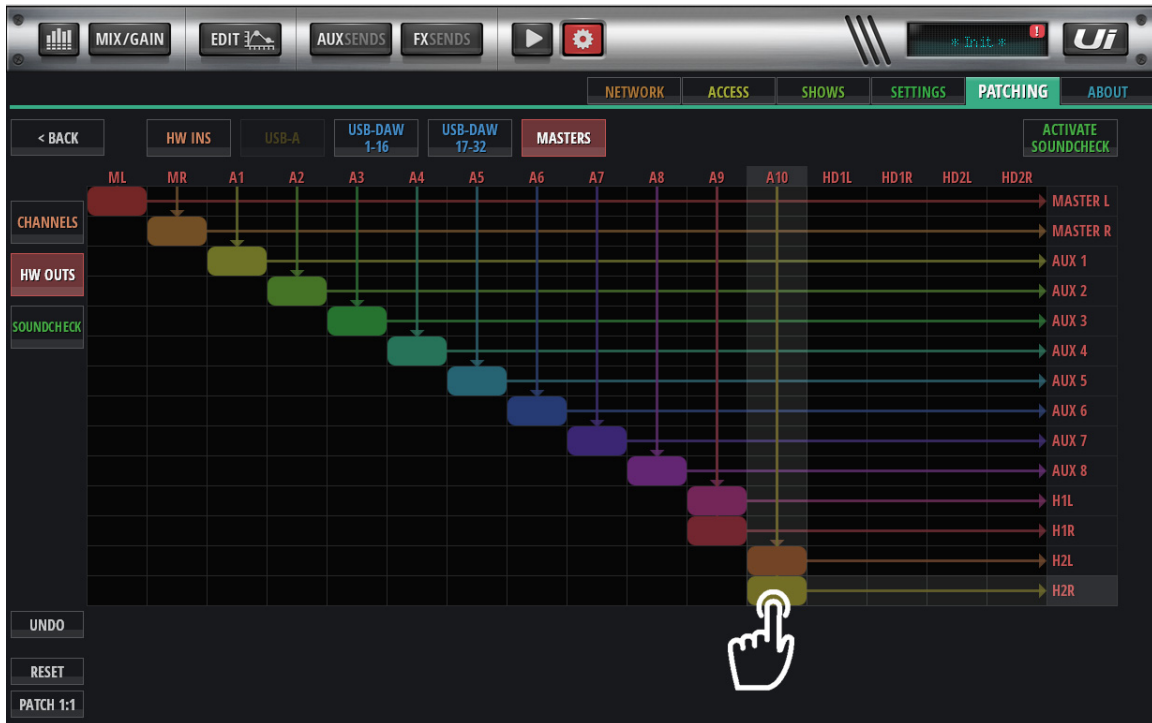 MIX/GAIN EDIT AUXSENDS FXSENDS * Init * ! Ui
NETWORK ACCESS SHOWS SETTINGS PATCHING ABOUT
< BACK HW INS USB-A USB-DAW 1-16 USB-DAW 17-32 MASTERS ACTIVATE SOUNDCHECK
ML MR A1 A2 A3 A4 A5 A6 A7 A8 A9 A10 HD1L HD1R HD2L HD2R
MASTER L
CHANNELS
MASTER R
AUX 1
HW OUTS
AUX 2
AUX 3
SOUNDCHECK
AUX 4
AUX 5
AUX 6
AUX 7
AUX 8
H1L
H1R
H2L
H2R
UNDO
RESET
PATCH 1:1